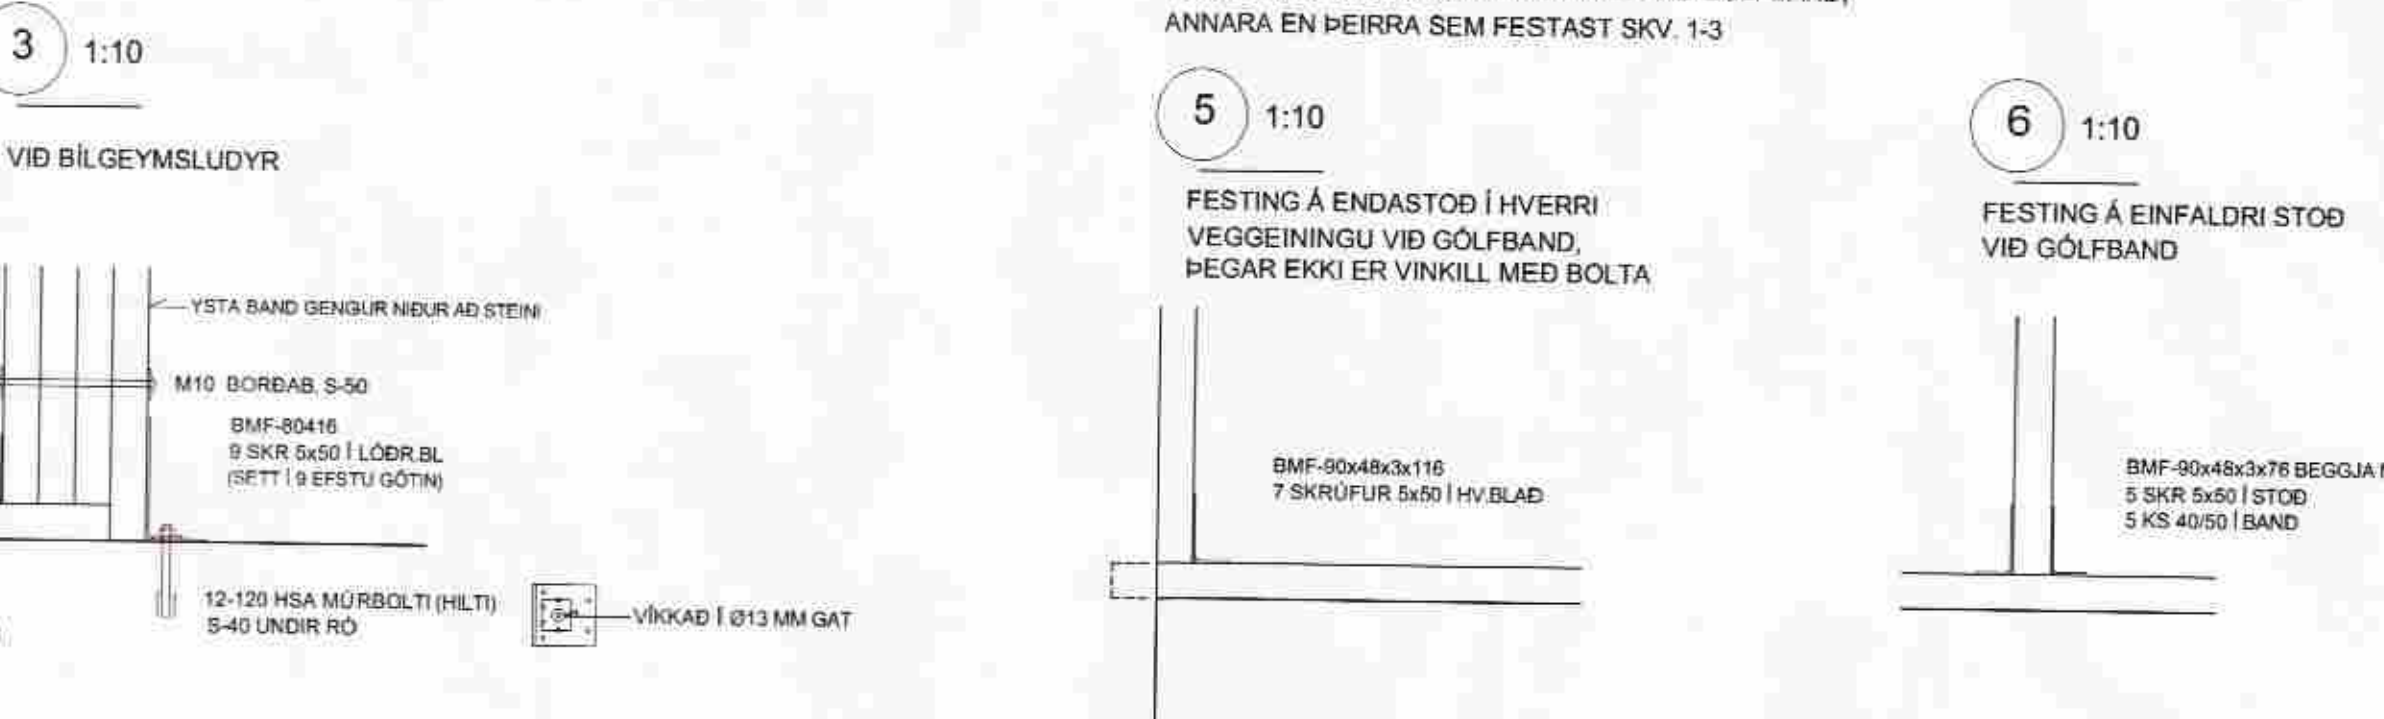 3 1:10
VIÐ BÍLGEYMSLUDYR
YSTA BAND GENGUR NIÐUR AÐ STEINI
M10 BORÐAB. S-50
BMF-80416
9 SKR 5x50 Í LÓÐR.BL
(SETT Í 9 EFSTU GÖTIN)
12-120 HSA MÚRBOLTI (HILTI)
S-40 UNDIR RÓ
VÍKKAÐ Í Ø13 MM GAT
ANNARA EN ÞEIRRA SEM FESTAST SKV. 1-3
5 1:10
FESTING Á ENDASTOÐ Í HVERRI
VEGGEININGU VIÐ GÓLFBAND,
ÞEGAR EKKI ER VINKILL MEÐ BOLTA
BMF-90x48x3x116
7 SKRÚFUR 5x50 Í HV.BLAÐ
6 1:10
FESTING Á EINFALDRI STOÐ
VIÐ GÓLFBAND
BMF-90x48x3x76 BEGGJA
5 SKR 5x50 Í STOÐ
5 KS 40/50 Í BAND